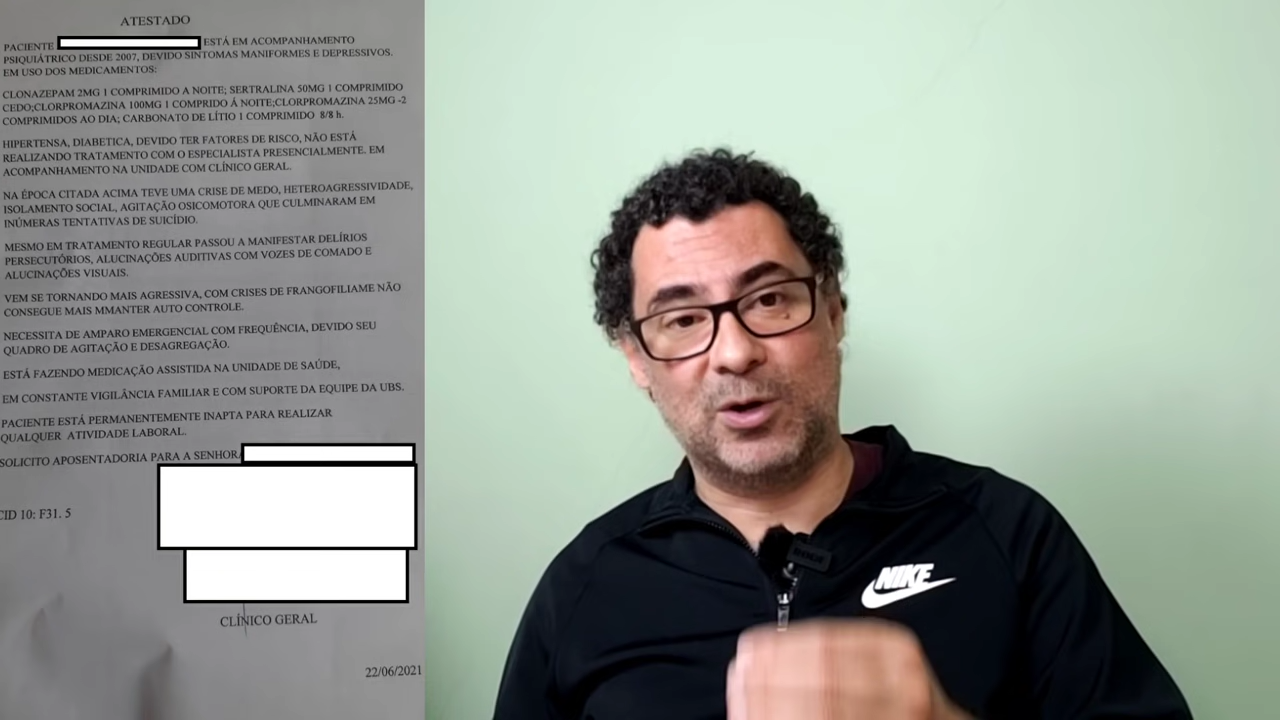 ATESTADO
PACIENTE ESTÁ EM ACOMPANHAMENTO
PSIQUIÁTRICO DESDE 2007, DEVIDO SINTOMAS MANIFORMES E DEPRESSIVOS.
EM USO DOS MEDICAMENTOS:
CLONAZEPAM 2MG 1 COMPRIMIDO A NOITE; SERTRALINA 50MG 1 COMPRIMIDO
CEDO;CLORPROMAZINA 100MG 1 COMPRIDO Á NOITE;CLORPROMAZINA 25MG -2
COMPRIMIDOS AO DIA; CARBONATO DE LÍTIO 1 COMPRIMIDO 8/8 h.
HIPERTENSA, DIABETICA, DEVIDO TER FATORES DE RISCO, NÃO ESTÁ
REALIZANDO TRATAMENTO COM O ESPECIALISTA PRESENCIALMENTE. EM
ACOMPANHAMENTO NA UNIDADE COM CLÍNICO GERAL.
NA ÉPOCA CITADA ACIMA TEVE UMA CRISE DE MEDO, HETEROAGRESSIVIDADE,
ISOLAMENTO SOCIAL, AGITAÇÃO OSICOMOTORA QUE CULMINARAM EM
INÚMERAS TENTATIVAS DE SUICÍDIO.
MESMO EM TRATAMENTO REGULAR PASSOU A MANIFESTAR DELÍRIOS
PERSECUTÓRIOS, ALUCINAÇÕES AUDITIVAS COM VOZES DE COMADO E
ALUCINAÇÕES VISUAIS.
VEM SE TORNANDO MAIS AGRESSIVA, COM CRISES DE FRANGOFILIAME NÃO
CONSEGUE MAIS MMANTER AUTO CONTROLE.
NECESSITA DE AMPARO EMERGENCIAL COM FREQUÊNCIA, DEVIDO SEU
QUADRO DE AGITAÇÃO E DESAGREGAÇÃO.
ESTÁ FAZENDO MEDICAÇÃO ASSISTIDA NA UNIDADE DE SAÚDE,
EM CONSTANTE VIGILÂNCIA FAMILIAR E COM SUPORTE DA EQUIPE DA UBS.
PACIENTE ESTÁ PERMANENTEMENTE INAPTA PARA REALIZAR
QUALQUER ATIVIDADE LABORAL.
SOLICITO APOSENTADORIA PARA A SENHORA
CID 10: F31. 5
CLÍNICO GERAL
22/06/2021
RODE
NIKE